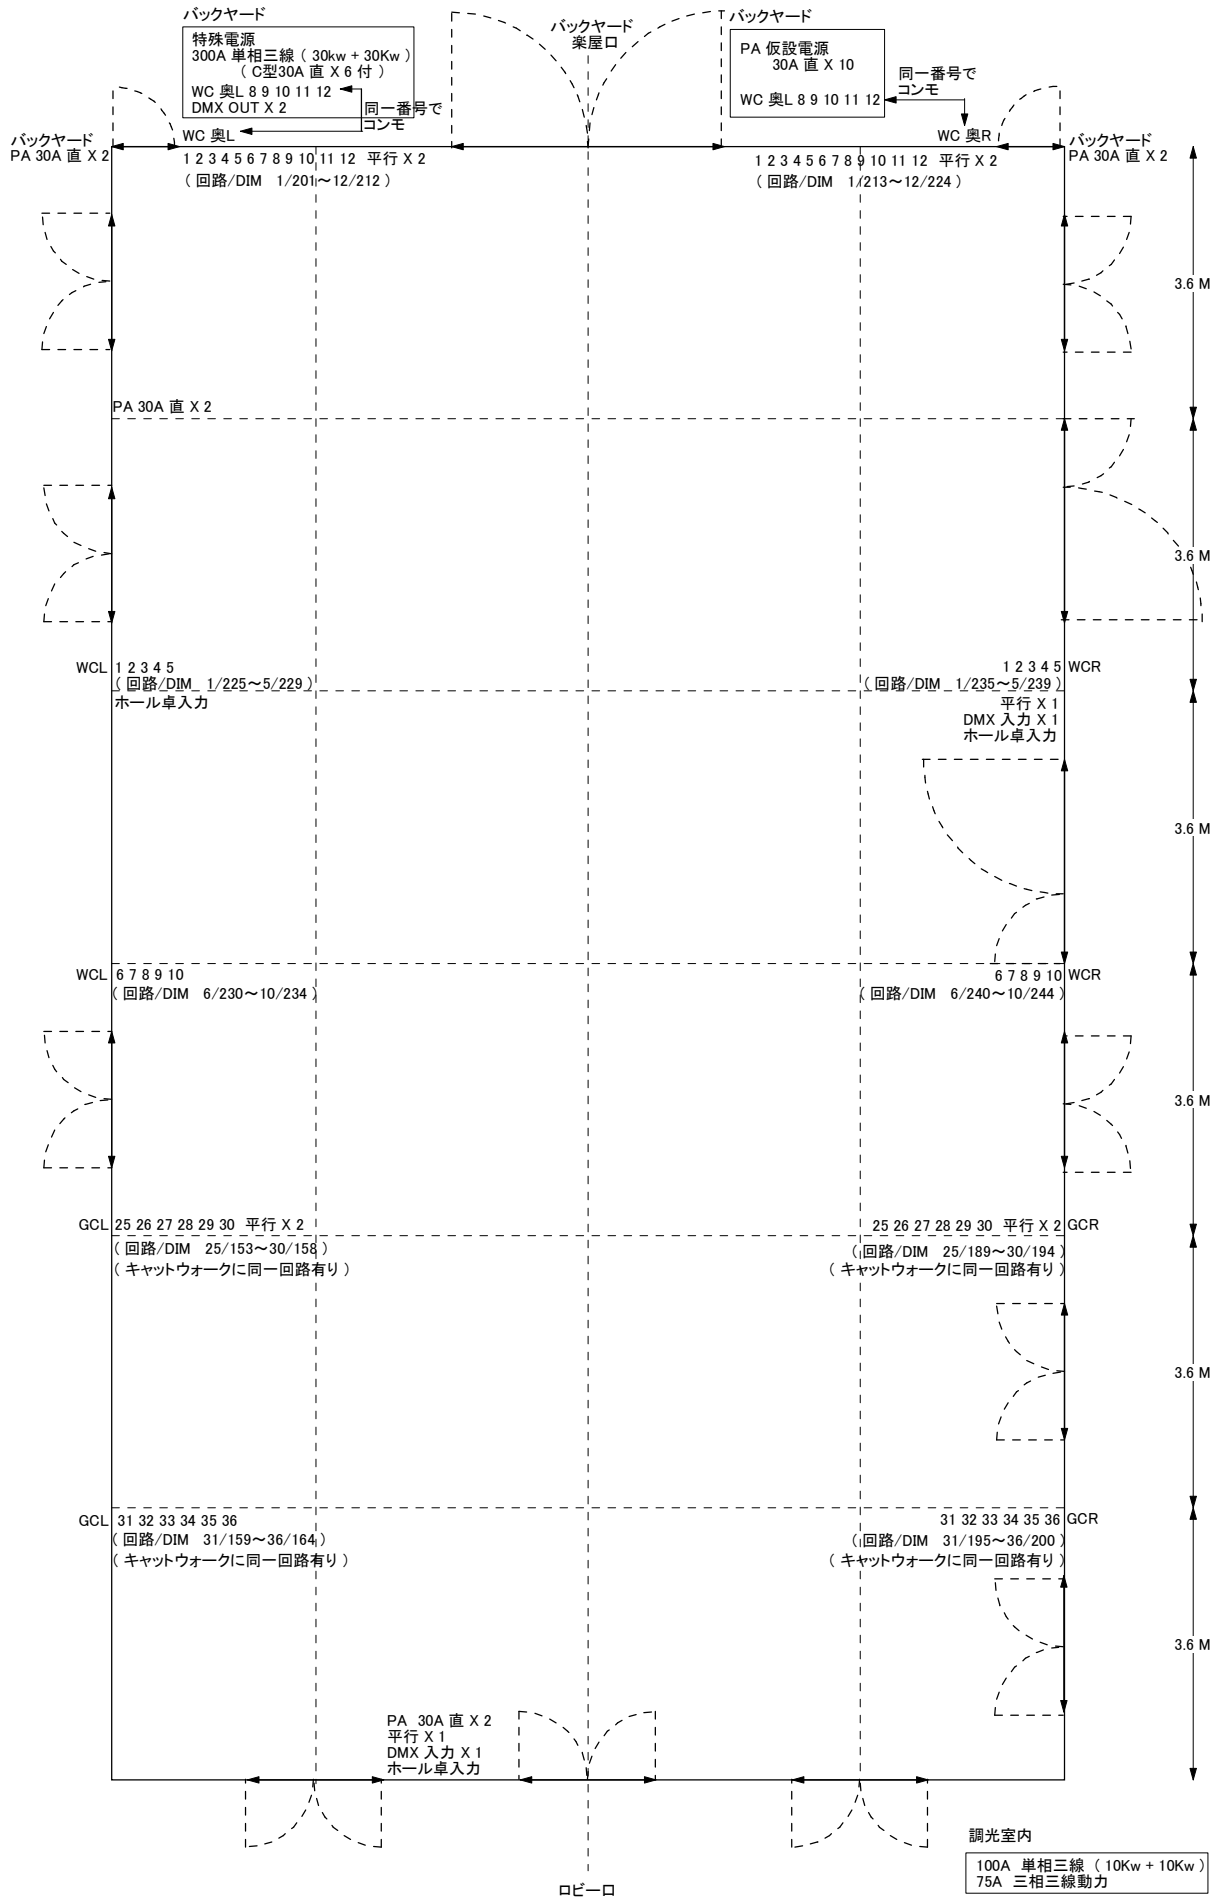 バックヤード
特殊電源
300A 単相三線 ( 30kw + 30Kw )
( C型30A 直 X 6 付 )
WC 奥L 8 9 10 11 12
DMX OUT X 2
同一番号で
コンモ
WC 奥L
バックヤード
楽屋口
バックヤード
PA 仮設電源
30A 直 X 10
WC 奥L 8 9 10 11 12
同一番号で
コンモ
WC 奥R
バックヤード
PA 30A 直 X 2
バックヤード
PA 30A 直 X 2
1 2 3 4 5 6 7 8 9 10 11 12 平行 X 2
( 回路/DIM 1/201～12/212 )
1 2 3 4 5 6 7 8 9 10 11 12 平行 X 2
( 回路/DIM 1/213～12/224 )
3.6 M
PA 30A 直 X 2
3.6 M
WCL 1 2 3 4 5
( 回路/DIM 1/225～5/229 )
ホール卓入力
1 2 3 4 5 WCR
( 回路/DIM 1/235～5/239 )
平行 X 1
DMX 入力 X 1
ホール卓入力
3.6 M
WCL 6 7 8 9 10
( 回路/DIM 6/230～10/234 )
6 7 8 9 10 WCR
( 回路/DIM 6/240～10/244 )
3.6 M
GCL 25 26 27 28 29 30 平行 X 2
( 回路/DIM 25/153～30/158 )
( キャットウォークに同一回路有り )
25 26 27 28 29 30 平行 X 2 GCR
( 回路/DIM 25/189～30/194 )
( キャットウォークに同一回路有り )
3.6 M
GCL 31 32 33 34 35 36
( 回路/DIM 31/159～36/164 )
( キャットウォークに同一回路有り )
31 32 33 34 35 36 GCR
( 回路/DIM 31/195～36/200 )
( キャットウォークに同一回路有り )
3.6 M
PA 30A 直 X 2
平行 X 1
DMX 入力 X 1
ホール卓入力
ロビー口
調光室内
100A 単相三線 ( 10Kw + 10Kw )
75A 三相三線動力